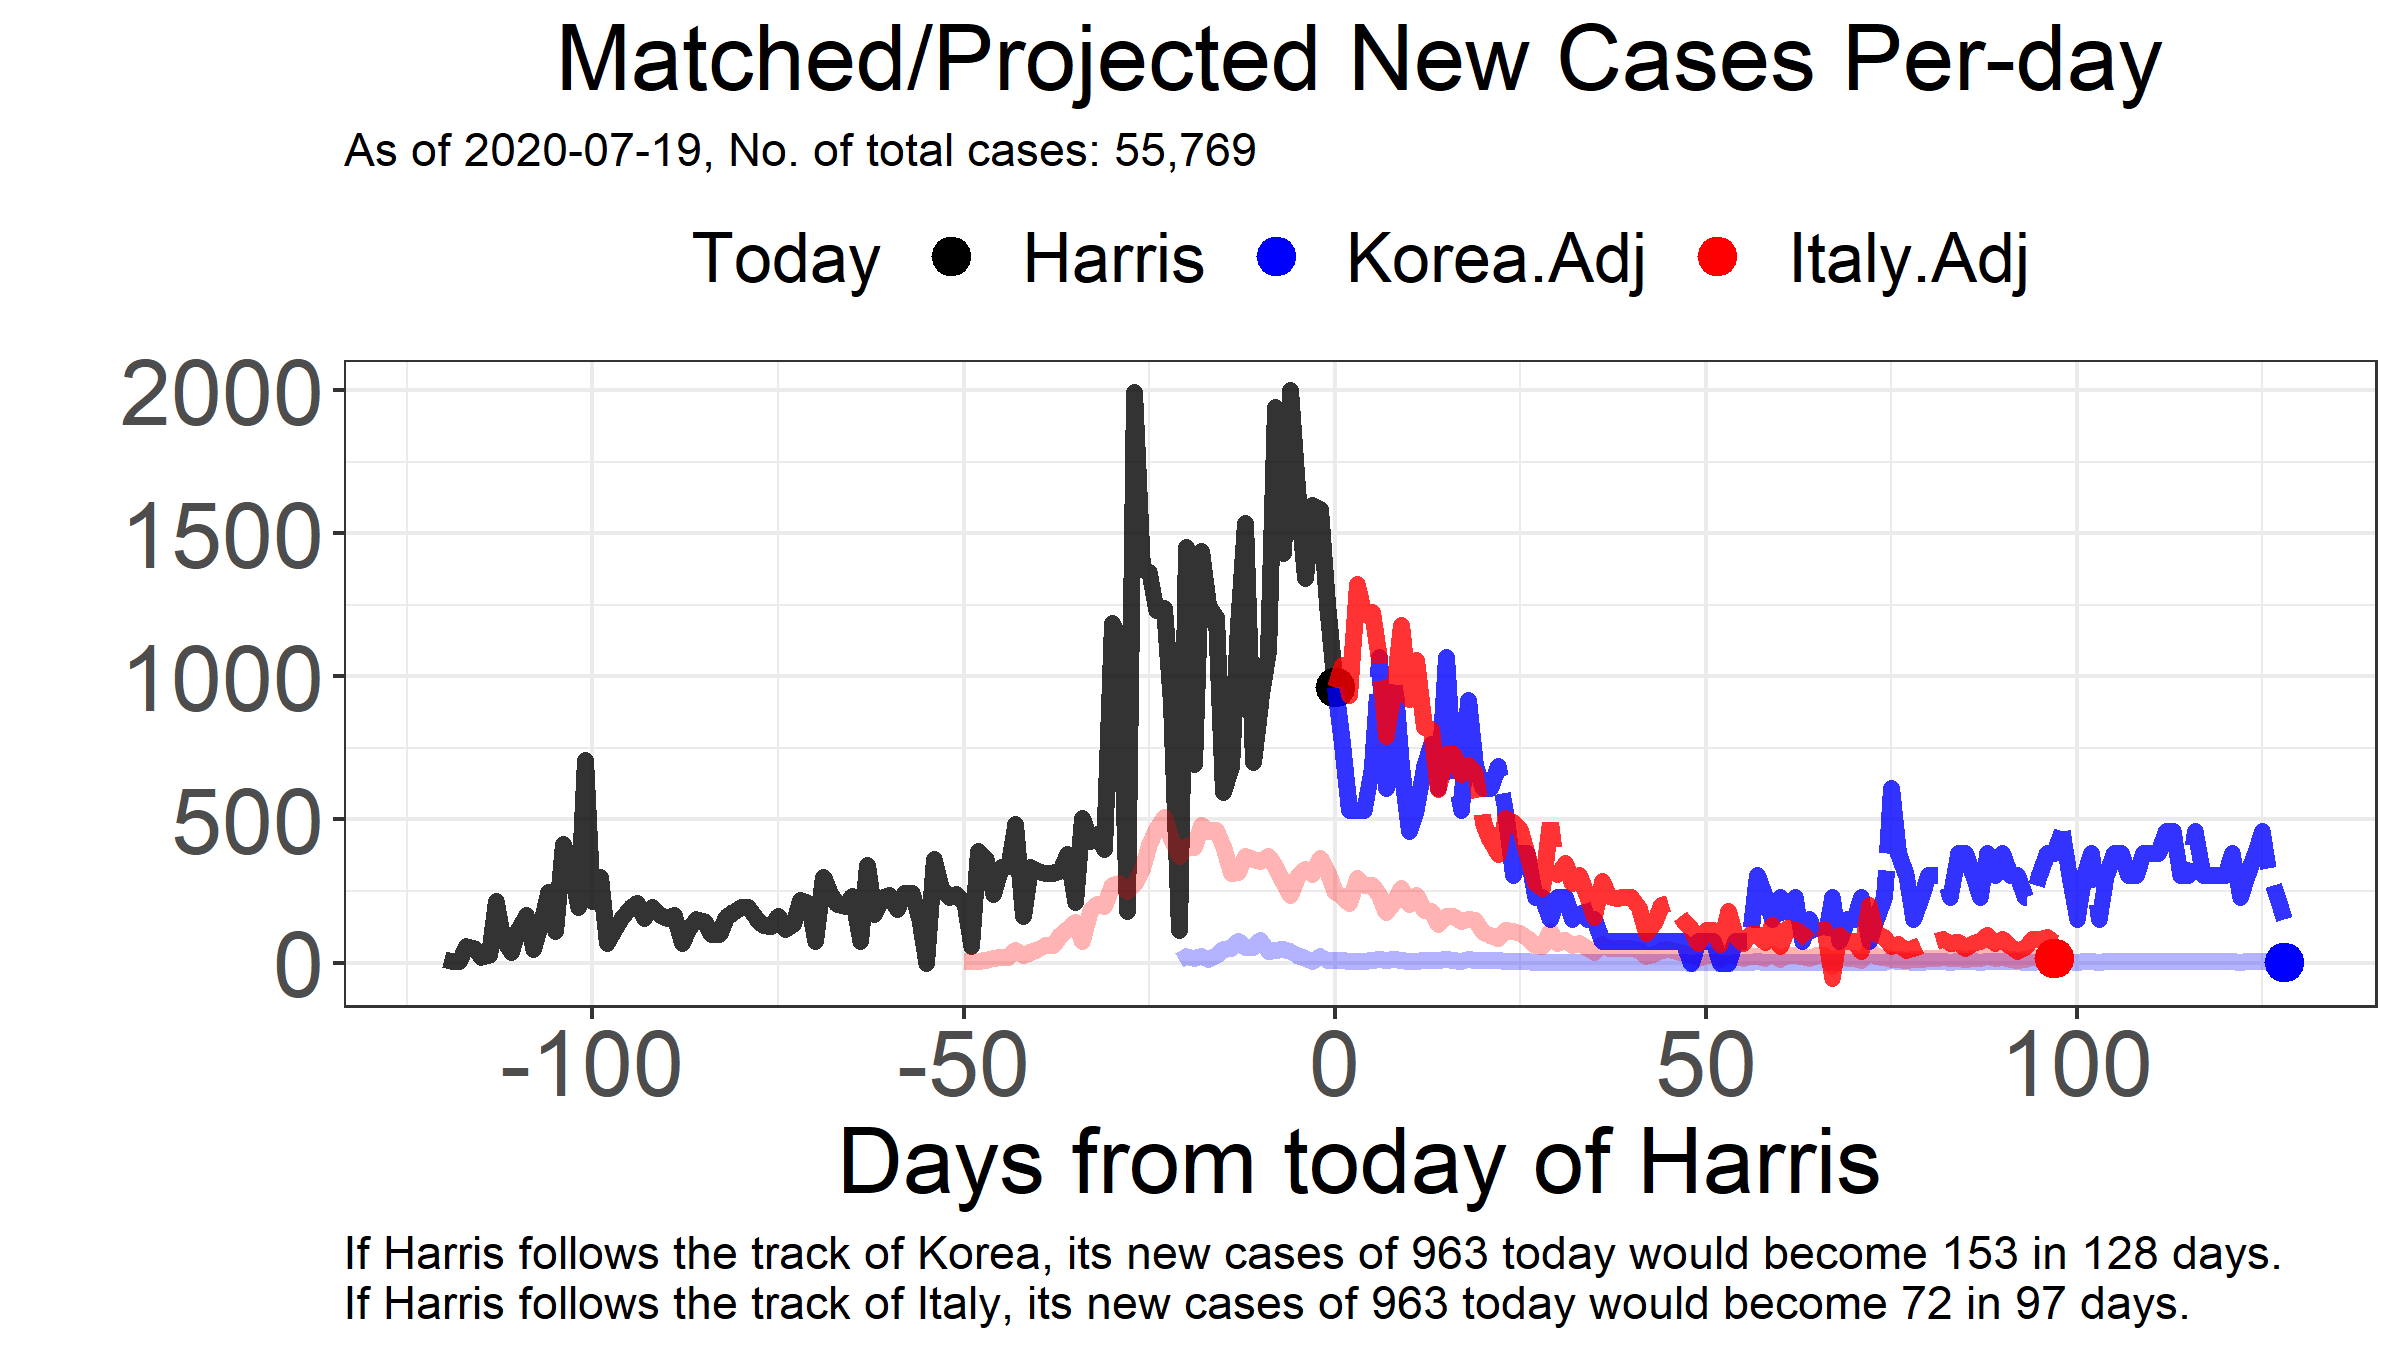 Matched/Projected New Cases Per-day
As of 2020-07-19, No. of total cases: 55,769
Today Harris Korea.Adj Italy.Adj
2000
1500
1000
500
0
-100 -50 0 50 100
Days from today of Harris
If Harris follows the track of Korea, its new cases of 963 today would become 153 in 128 days.
If Harris follows the track of Italy, its new cases of 963 today would become 72 in 97 days.